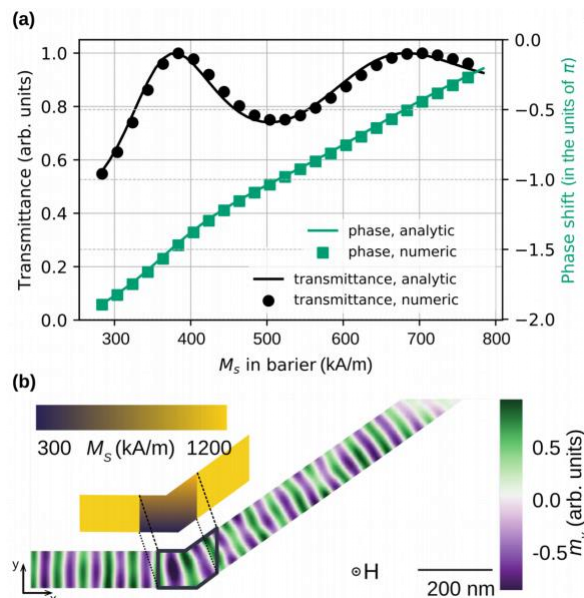 (a)
Transmittance (arb. units)
1.0
0.8
0.6
0.4
0.2
0.0
0.0
-0.5
-1.0
-1.5
-2.0
Phase shift (in the units of π)
phase, analytic
phase, numeric
transmittance, analytic
transmittance, numeric
300 400 500 600 700 800
Ms in barier (kA/m)
(b)
300 MS (kA/m) 1200
0.5
0.0
-0.5
(arb. units)
y
x
⊙H
200 nm